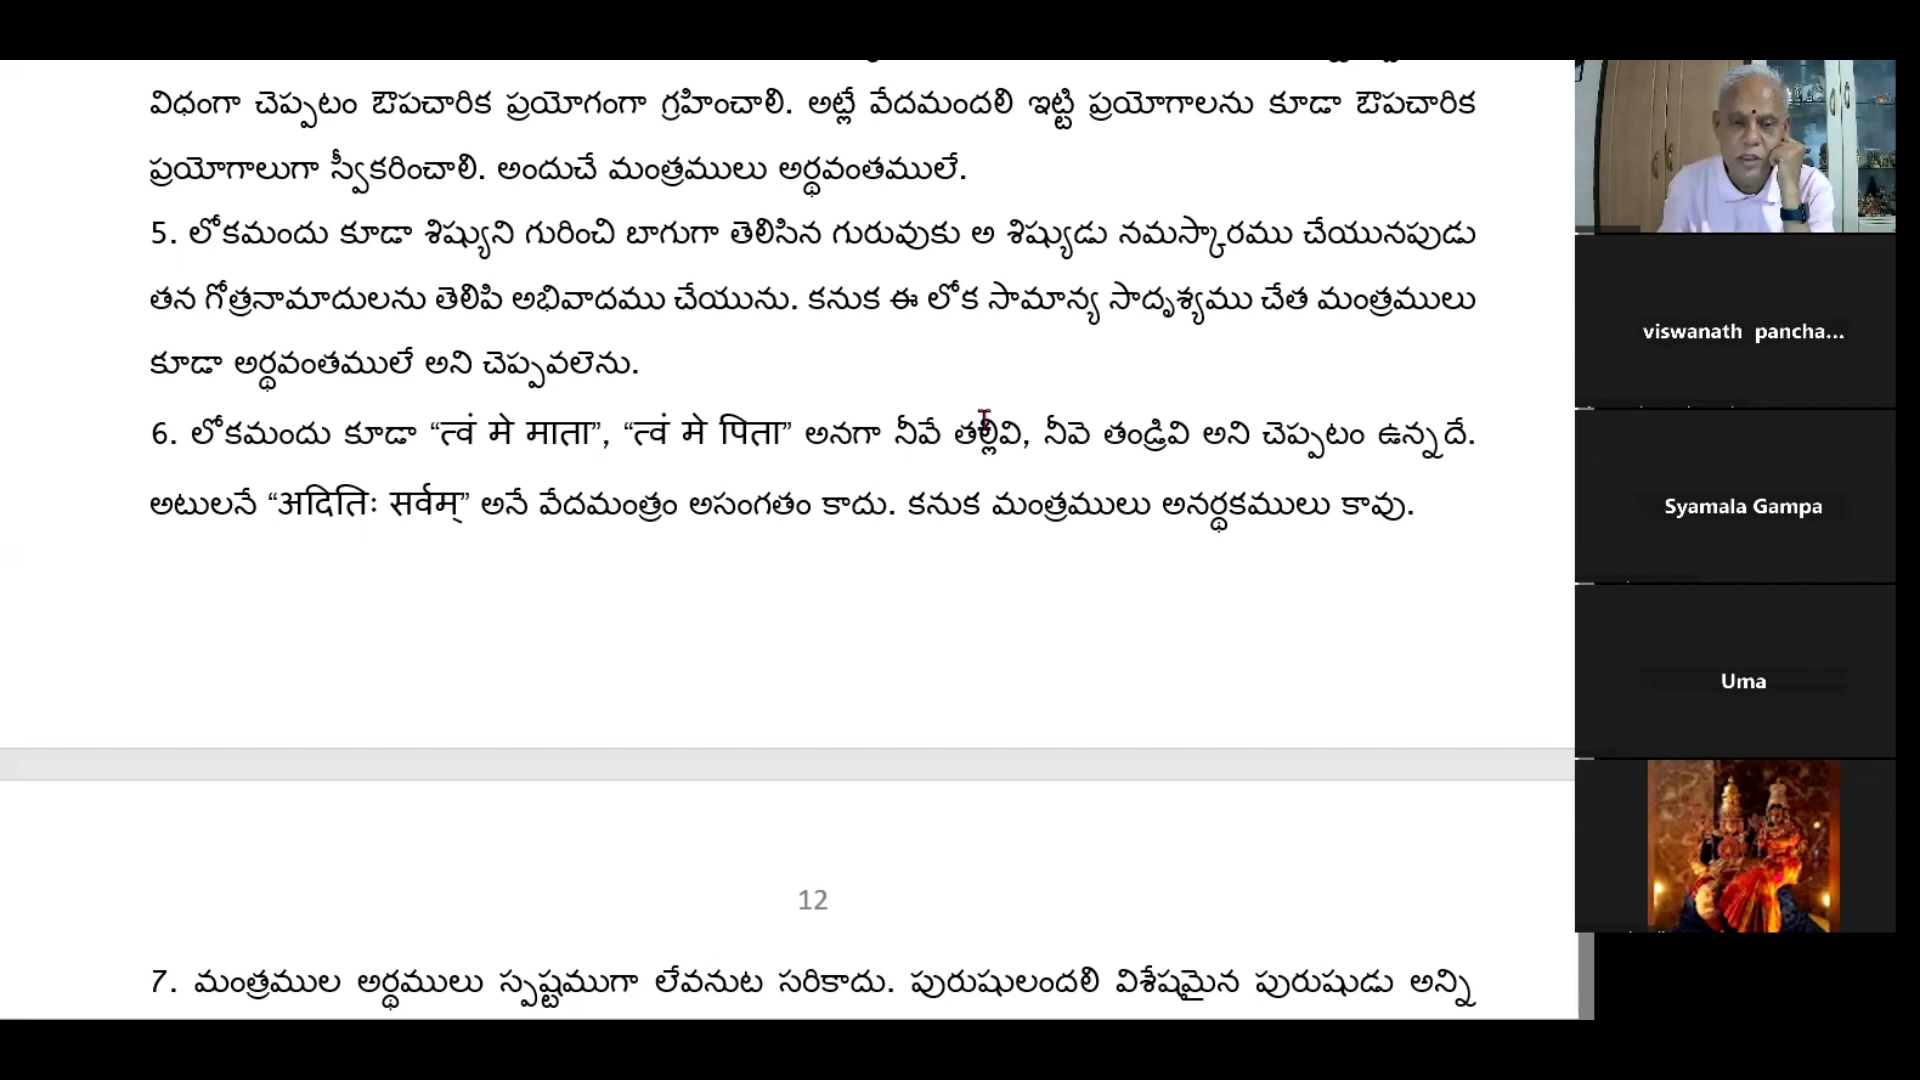 విధంగా చెప్పటం ఔపచారిక ప్రయోగంగా గ్రహించాలి. అట్లే వేదమందలి ఇట్టి ప్రయోగాలను కూడా ఔపచారిక
ప్రయోగాలుగా స్వీకరించాలి. అందుచే మంత్రములు అర్థవంతములే.
5. లోకమందు కూడా శిష్యుని గురించి బాగుగా తెలిసిన గురువుకు అ శిష్యుడు నమస్కారము చేయునపుడు
తన గోత్రనామాదులను తెలిపి అభివాదము చేయును. కనుక ఈ లోక సామాన్య సాదృశ్యము చేత మంత్రములు
కూడా అర్థవంతములే అని చెప్పవలెను.
6. లోకమందు కూడా “त्वं मे माता”, “त्वं मे पिता” అనగా నీవే తల్లివి, నీవె తండ్రివి అని చెప్పటం ఉన్నదే.
అటులనే “अदितिः सर्वम्” అనే వేదమంత్రం అసంగతం కాదు. కనుక మంత్రములు అనర్థకములు కావు.
12
7. మంత్రముల అర్థములు స్పష్టముగా లేవనుట సరికాదు. పురుషులందలి విశేషమైన పురుషుడు అన్ని
viswanath pancha...
Syamala Gampa
Uma